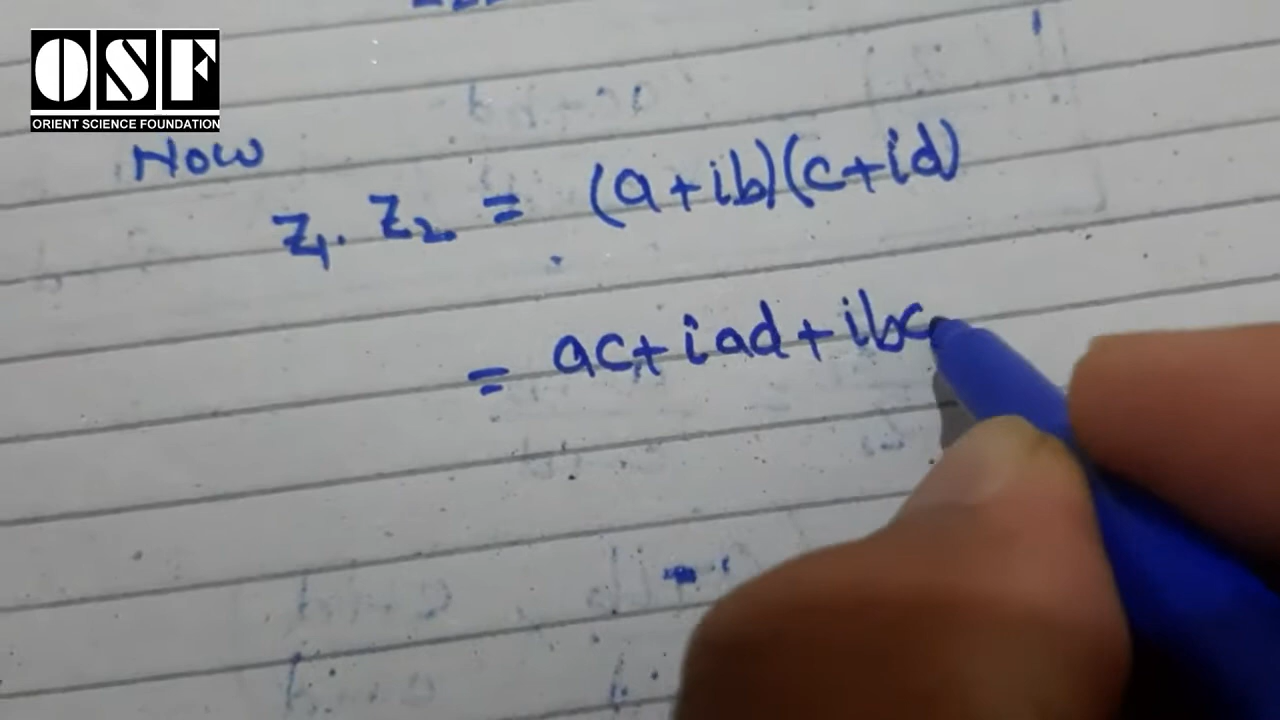 OSF
ORIENT SCIENCE FOUNDATION
Now
Z₁. Z₂ = (a+ib)(c+id)
= ac+iad+ibc